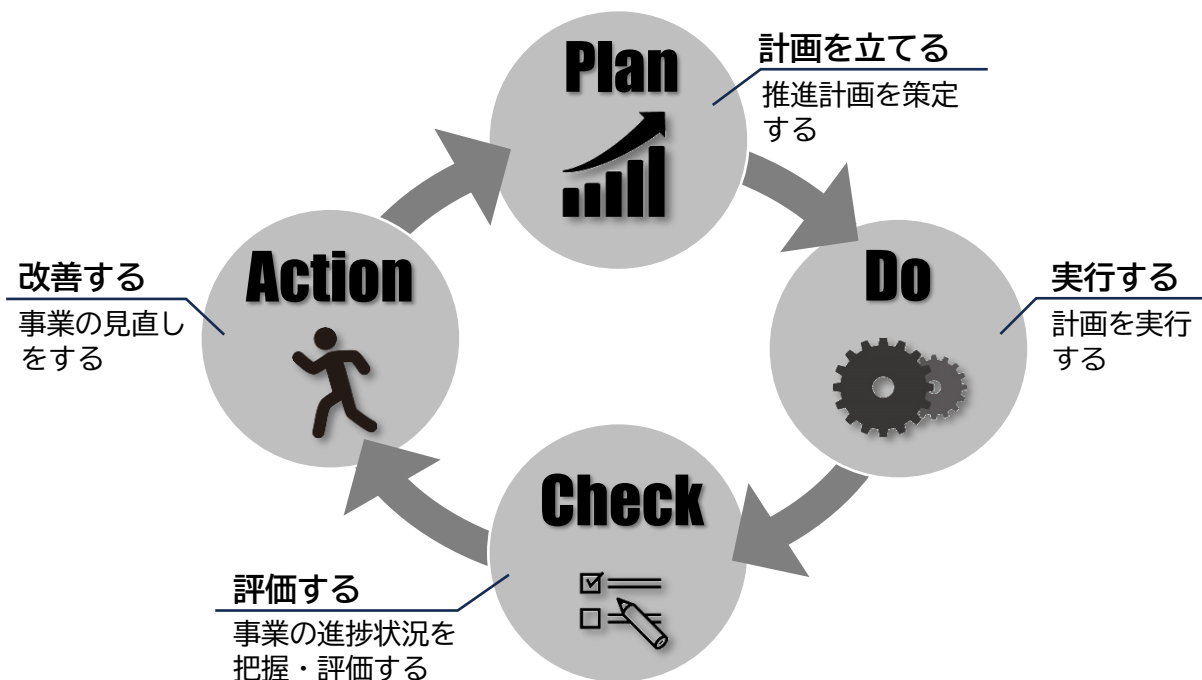 Plan
計画を立てる
推進計画を策定
する
Do
実行する
計画を実行
する
Check
評価する
事業の進捗状況を
把握・評価する
Action
改善する
事業の見直し
をする